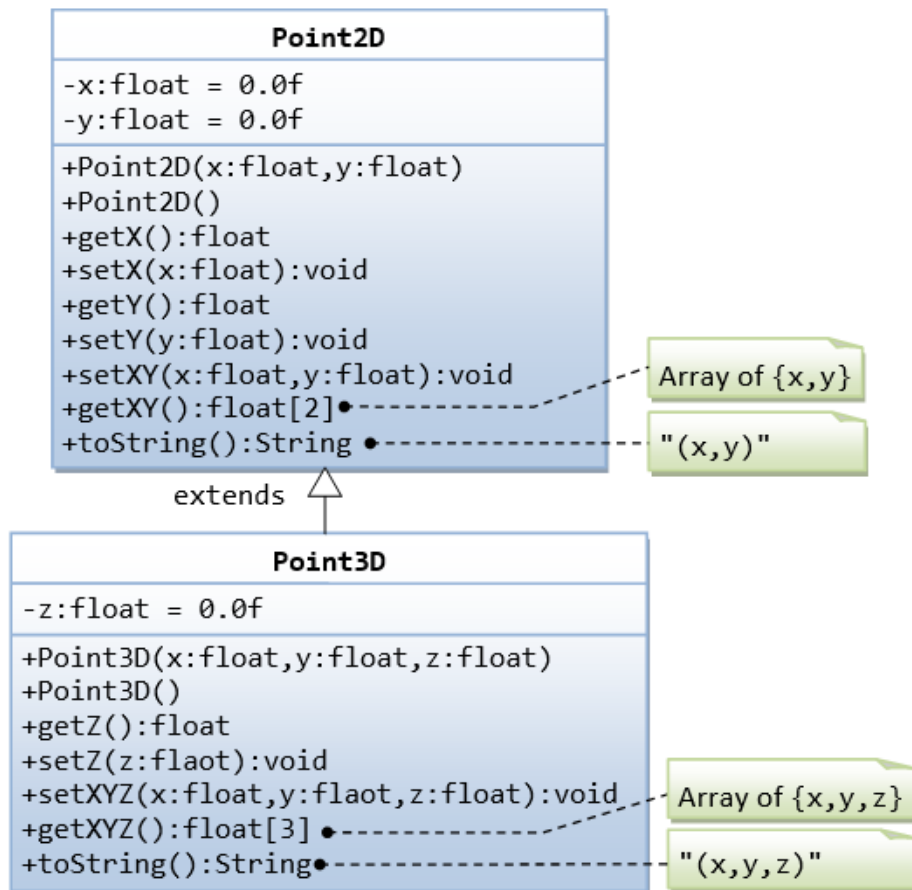 Point2D
-x:float = 0.0f
-y:float = 0.0f
+Point2D(x:float,y:float)
+Point2D()
+getX():float
+setX(x:float):void
+getY():float
+setY(y:float):void
+setXY(x:float,y:float):void
+getXY():float[2]
Array of {x,y}
+toString():String
"(x,y)"
extends
Point3D
-z:float = 0.0f
+Point3D(x:float,y:float,z:float)
+Point3D()
+getZ():float
+setZ(z:flaot):void
+setXYZ(x:float,y:flaot,z:float):void
+getXYZ():float[3]
Array of {x,y,z}
+toString():String
"(x,y,z)"